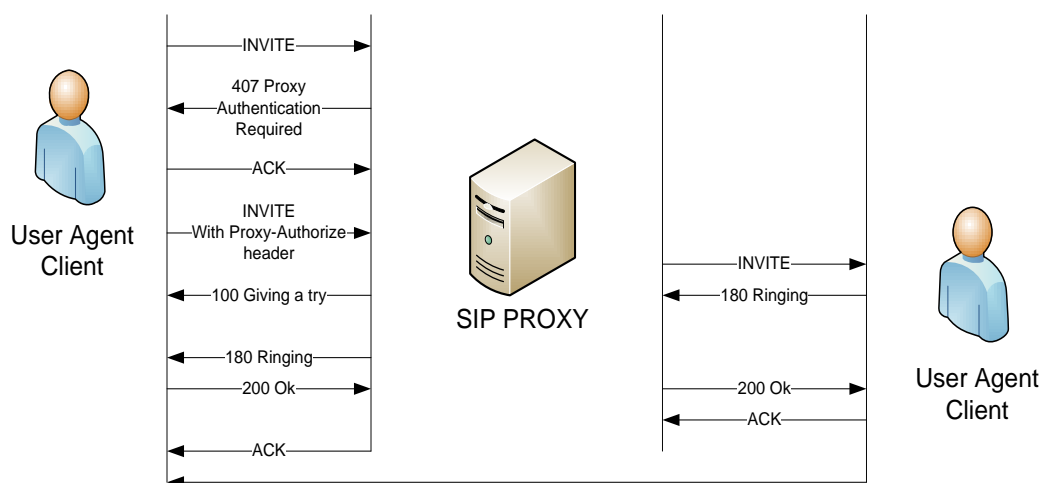 INVITE
407 Proxy
Authentication
Required
ACK
INVITE
With Proxy-Authorize
header
100 Giving a try
180 Ringing
200 Ok
ACK
User Agent
Client
SIP PROXY
INVITE
180 Ringing
200 Ok
ACK
User Agent
Client